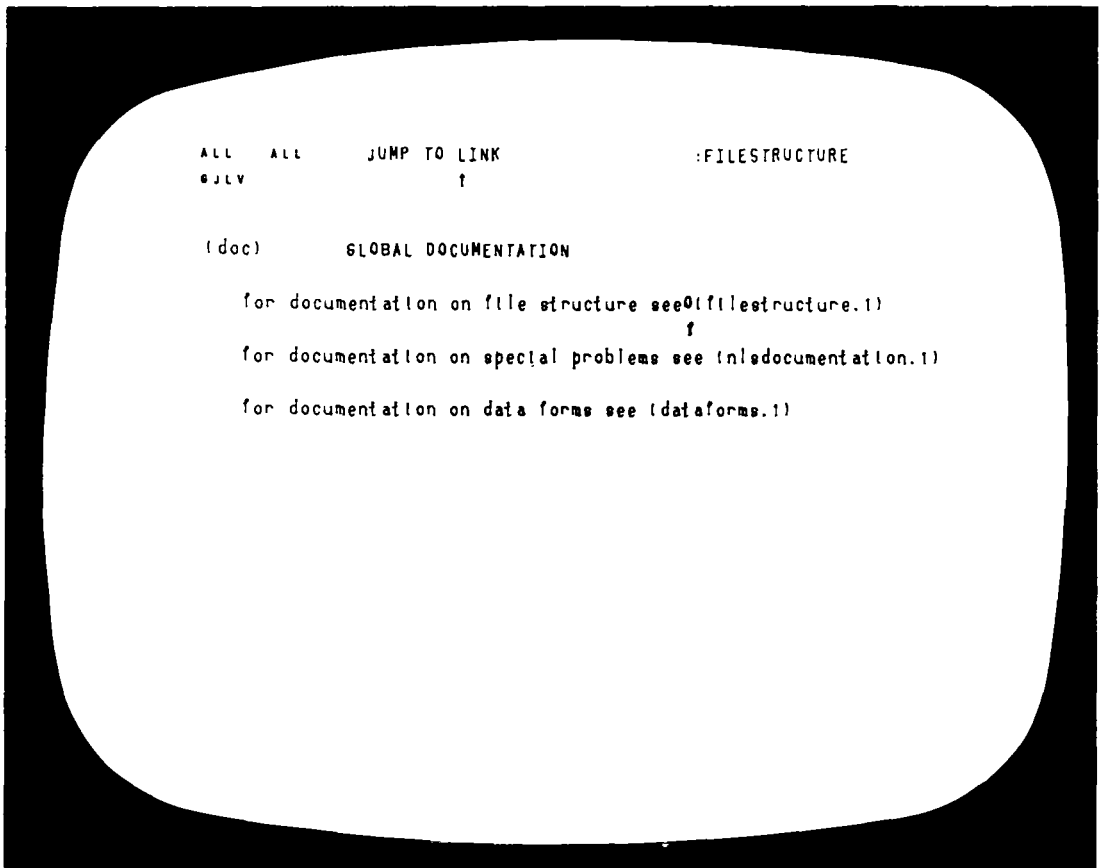 ALL ALL JUMP TO LINK :FILESTRUCTURE
GJLV ↑
(doc) GLOBAL DOCUMENTATION
for documentation on file structure see (filestructure.1)
↑
for documentation on special problems see (nlsdocumentation.1)
for documentation on data forms see (dataforms.1)